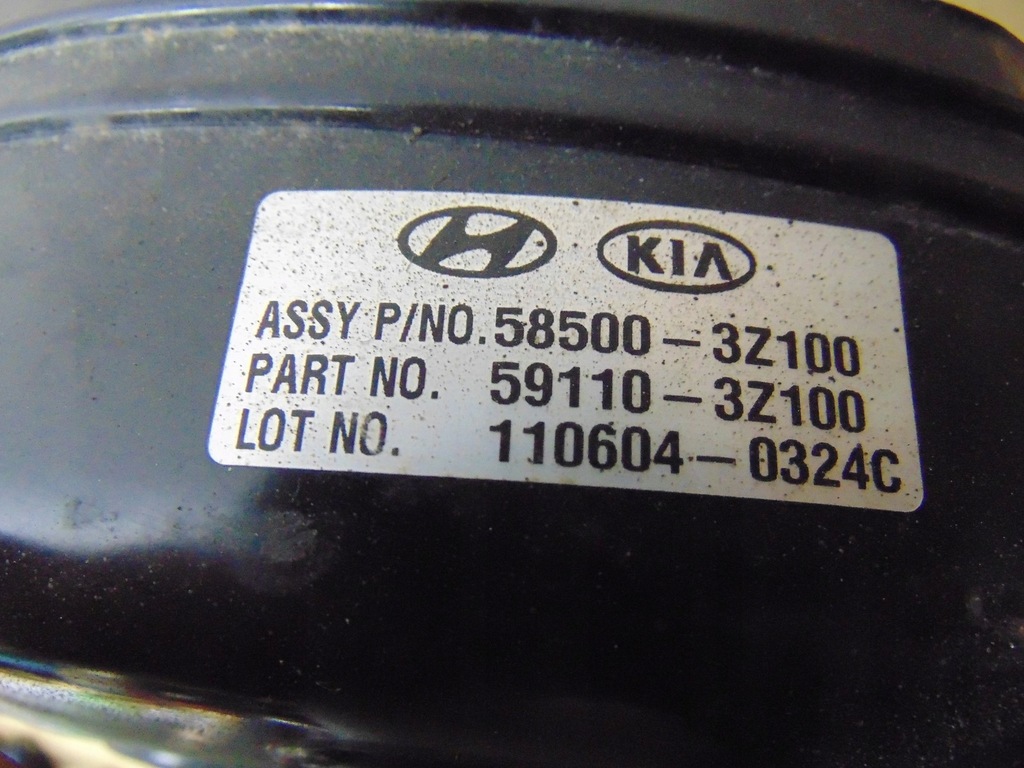 KIA
ASSY P/NO. 58500-3Z100
PART NO. 59110-3Z100
LOT NO. 110604-0324C